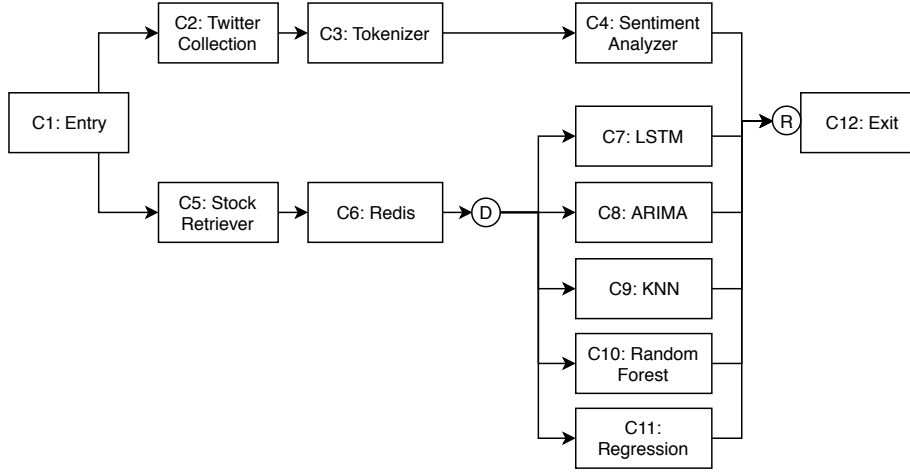 C2: Twitter
Collection
C3: Tokenizer
C4: Sentiment
Analyzer
C1: Entry
R
C12: Exit
C7: LSTM
C5: Stock
Retriever
C6: Redis
D
C8: ARIMA
C9: KNN
C10: Random
Forest
C11:
Regression